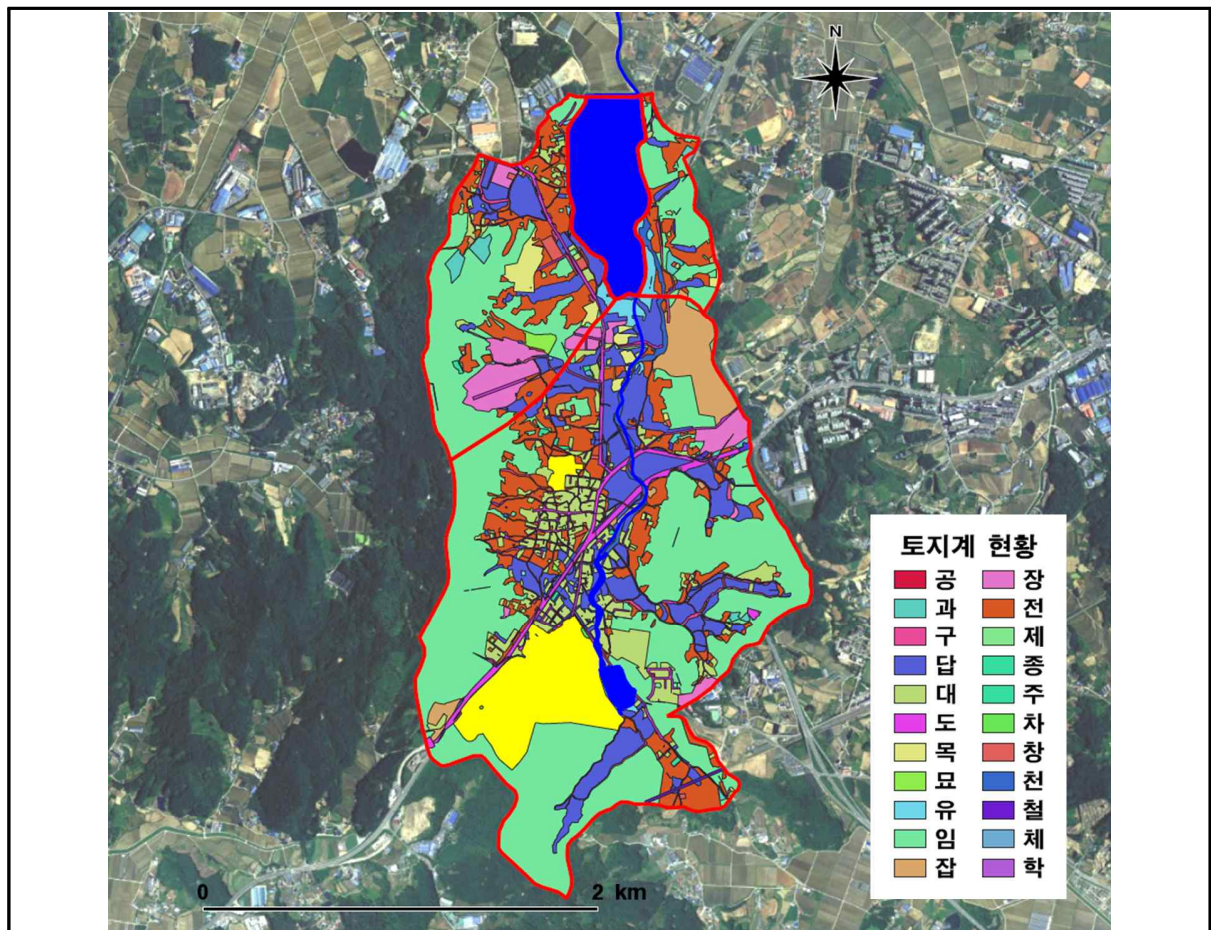 N
토지계 현황
공 장
과 전
구 제
답 종
대 주
도 차
목 창
묘 천
유 철
임 체
잡 학
0 2 km